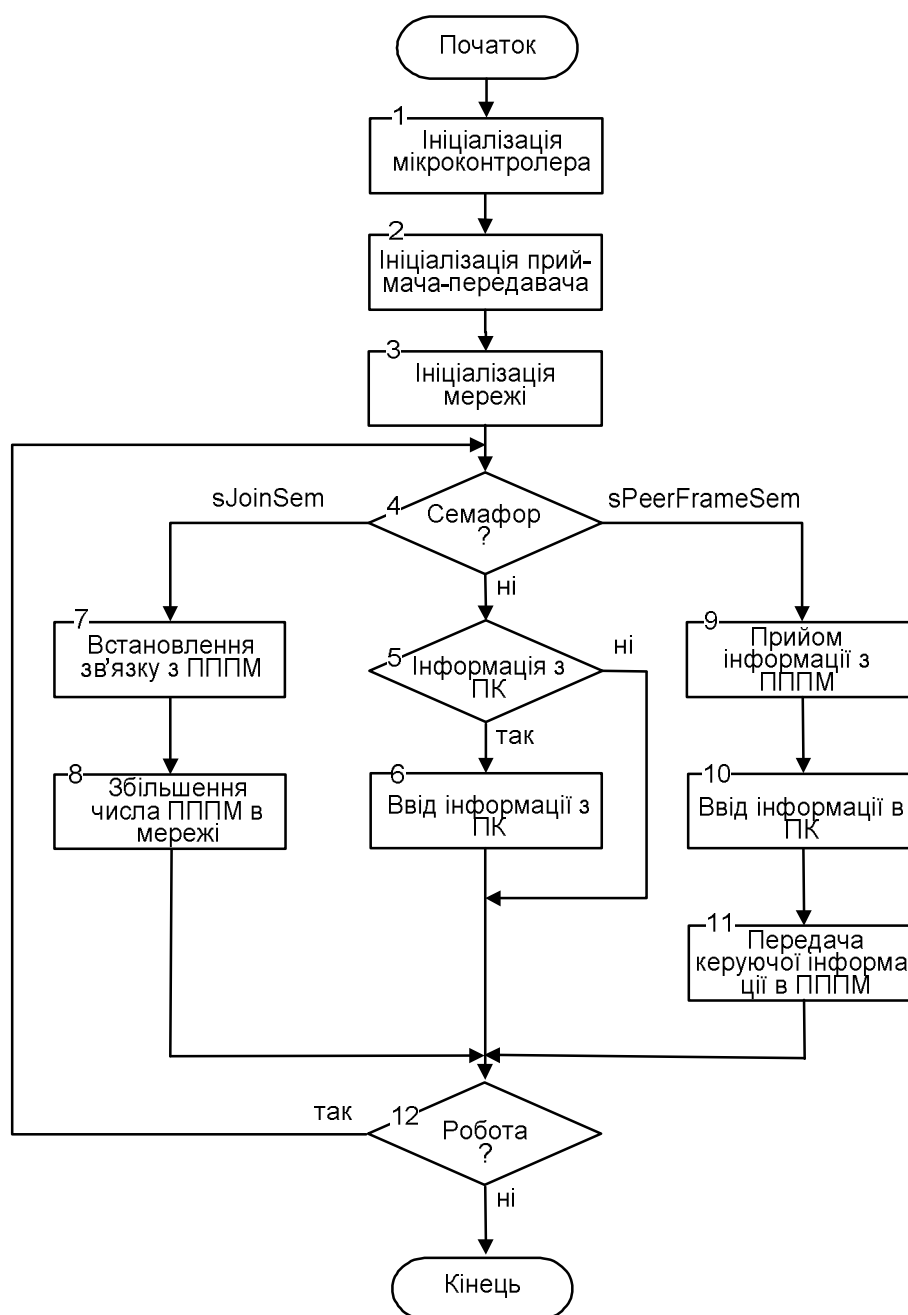 Початок
1
Ініціалізація
мікроконтролера
2
Ініціалізація прий-
мача-передавача
3
Ініціалізація
мережі
sJoinSem
4
Семафор
?
sPeerFrameSem
ні
7
Встановлення
зв'язку з ПППМ
5
Інформація з
ПК
ні
так
9
Прийом
інформації з
ПППМ
8
Збільшення
числа ПППМ в
мережі
6
Ввід інформації з
ПК
10
Ввід інформації в
ПК
11
Передача
керуючої інформа
ції в ПППМ
так
12
Робота
?
ні
Кінець